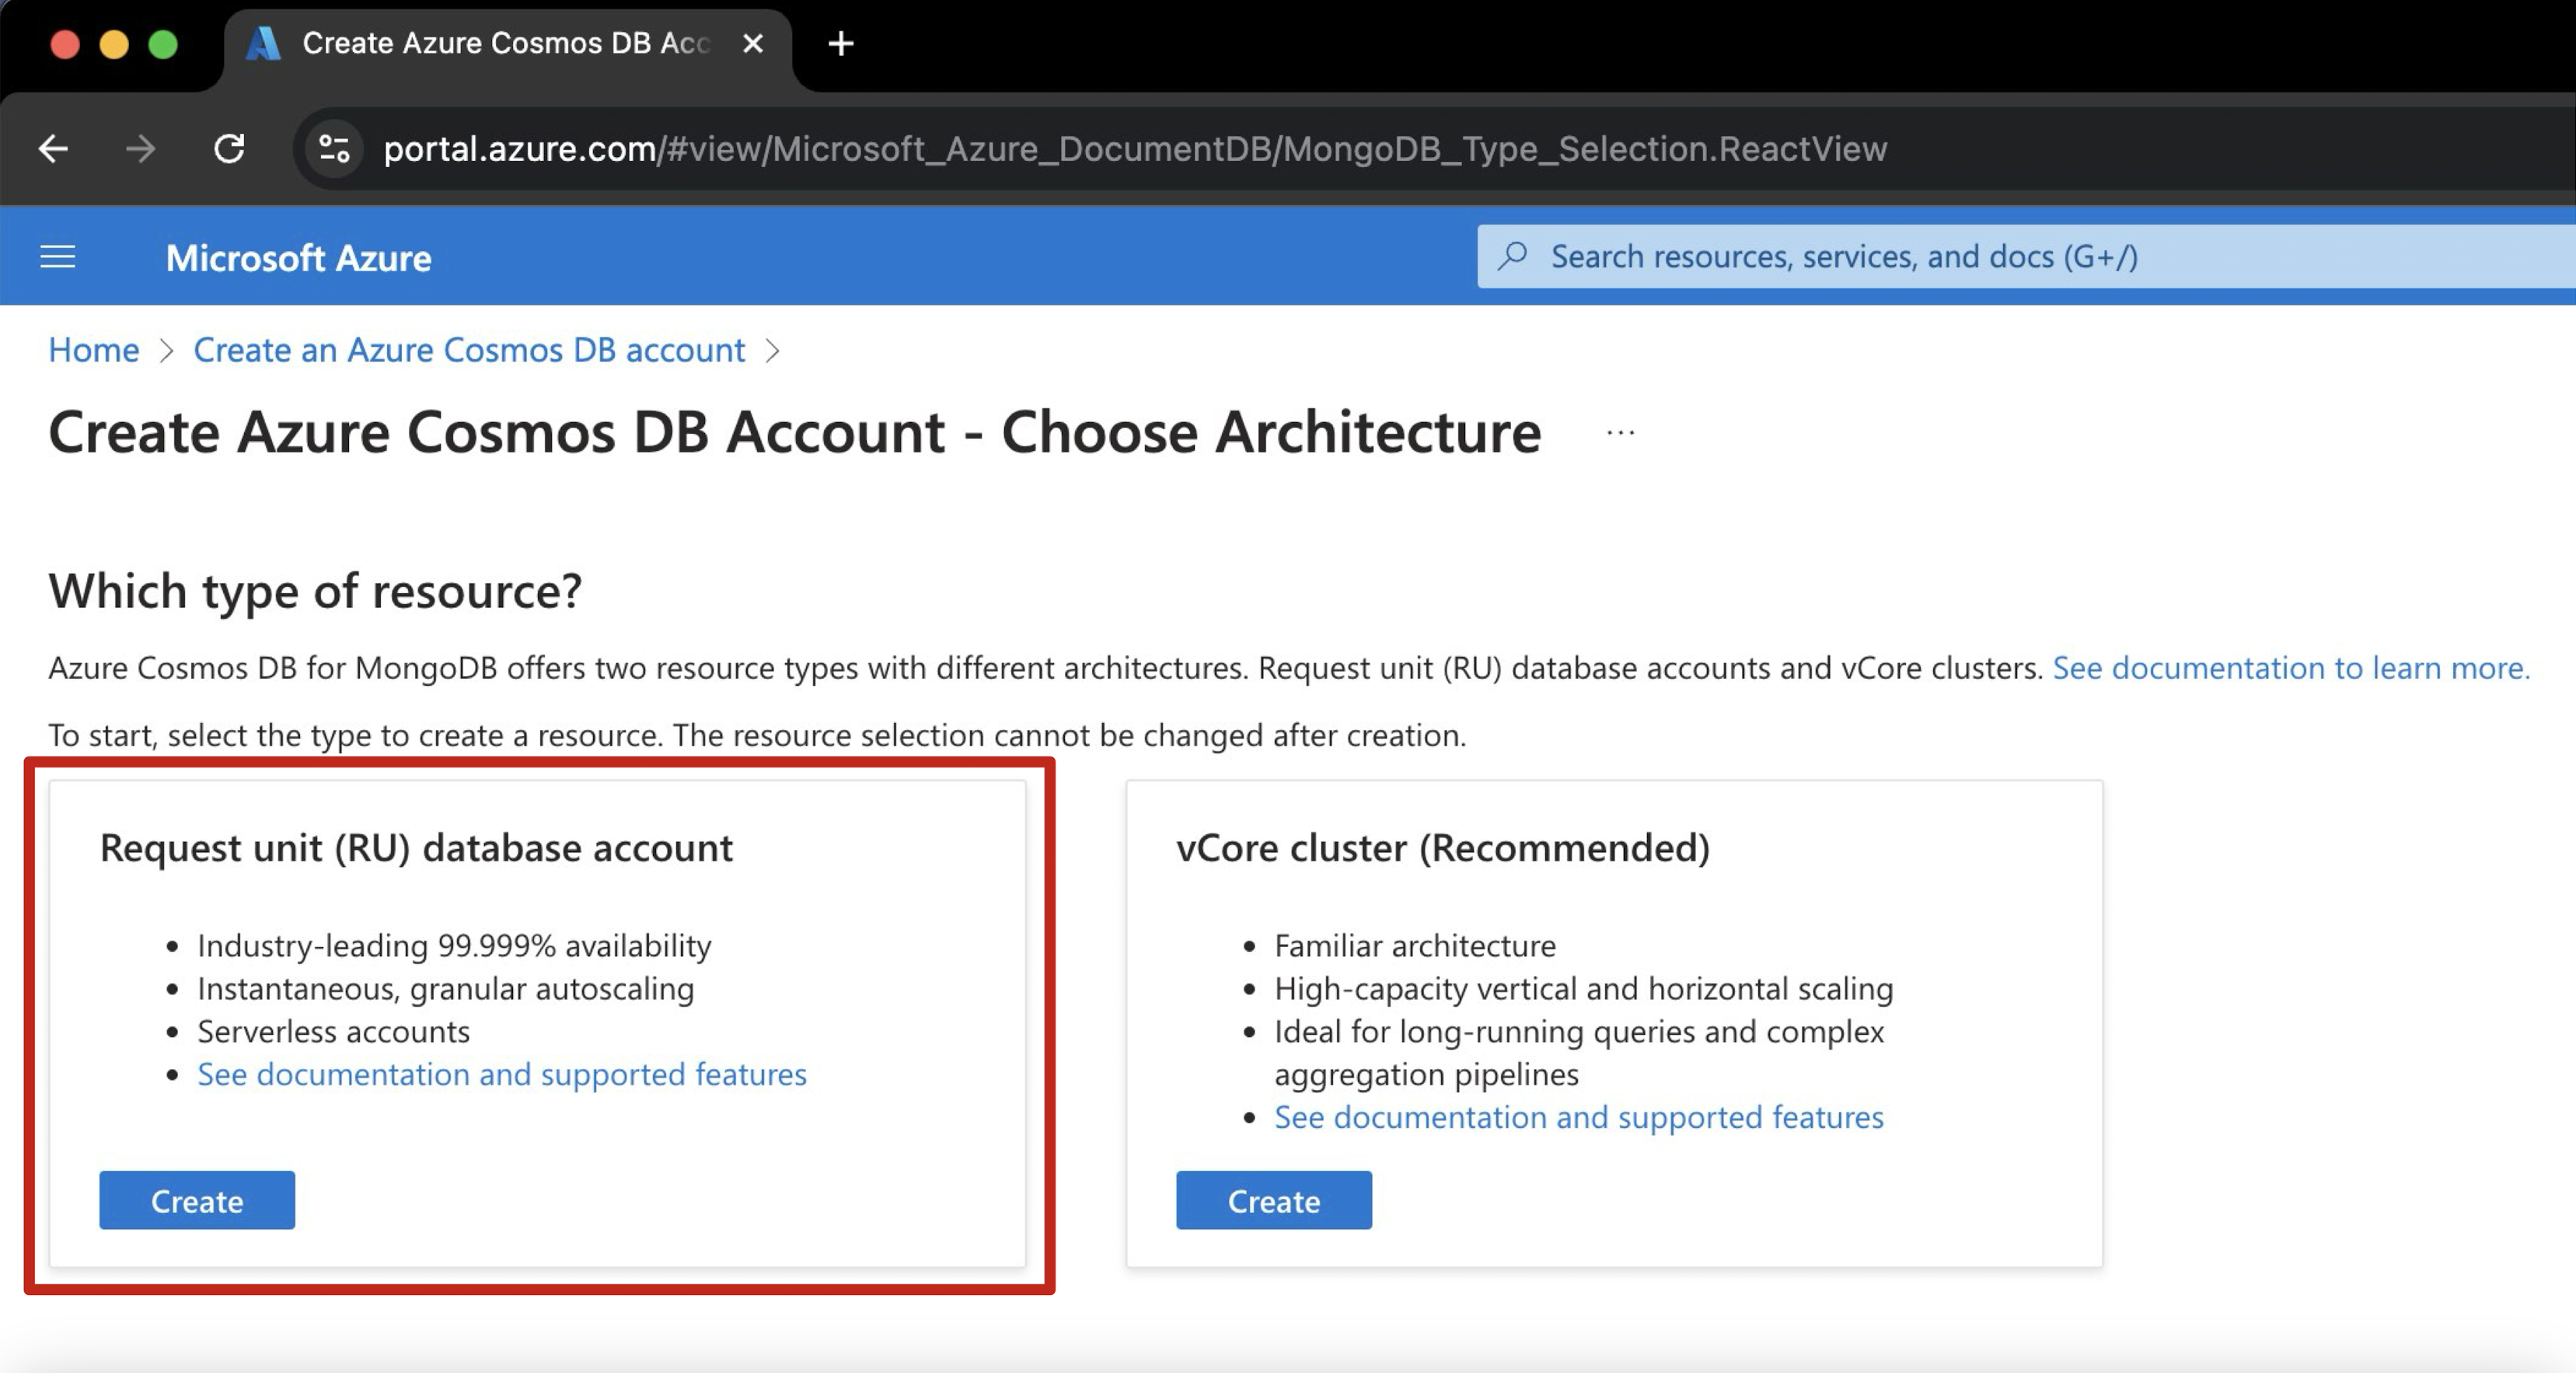 Create Azure Cosmos DB Acc
portal.azure.com/#view/Microsoft_Azure_DocumentDB/MongoDB_Type_Selection.ReactView
Microsoft Azure
Search resources, services, and docs (G+/)
Home > Create an Azure Cosmos DB account >
Create Azure Cosmos DB Account - Choose Architecture ...
Which type of resource?
Azure Cosmos DB for MongoDB offers two resource types with different architectures. Request unit (RU) database accounts and vCore clusters. See documentation to learn more.
To start, select the type to create a resource. The resource selection cannot be changed after creation.
Request unit (RU) database account
• Industry-leading 99.999% availability
• Instantaneous, granular autoscaling
• Serverless accounts
• See documentation and supported features
Create
vCore cluster (Recommended)
• Familiar architecture
• High-capacity vertical and horizontal scaling
• Ideal for long-running queries and complex
aggregation pipelines
• See documentation and supported features
Create